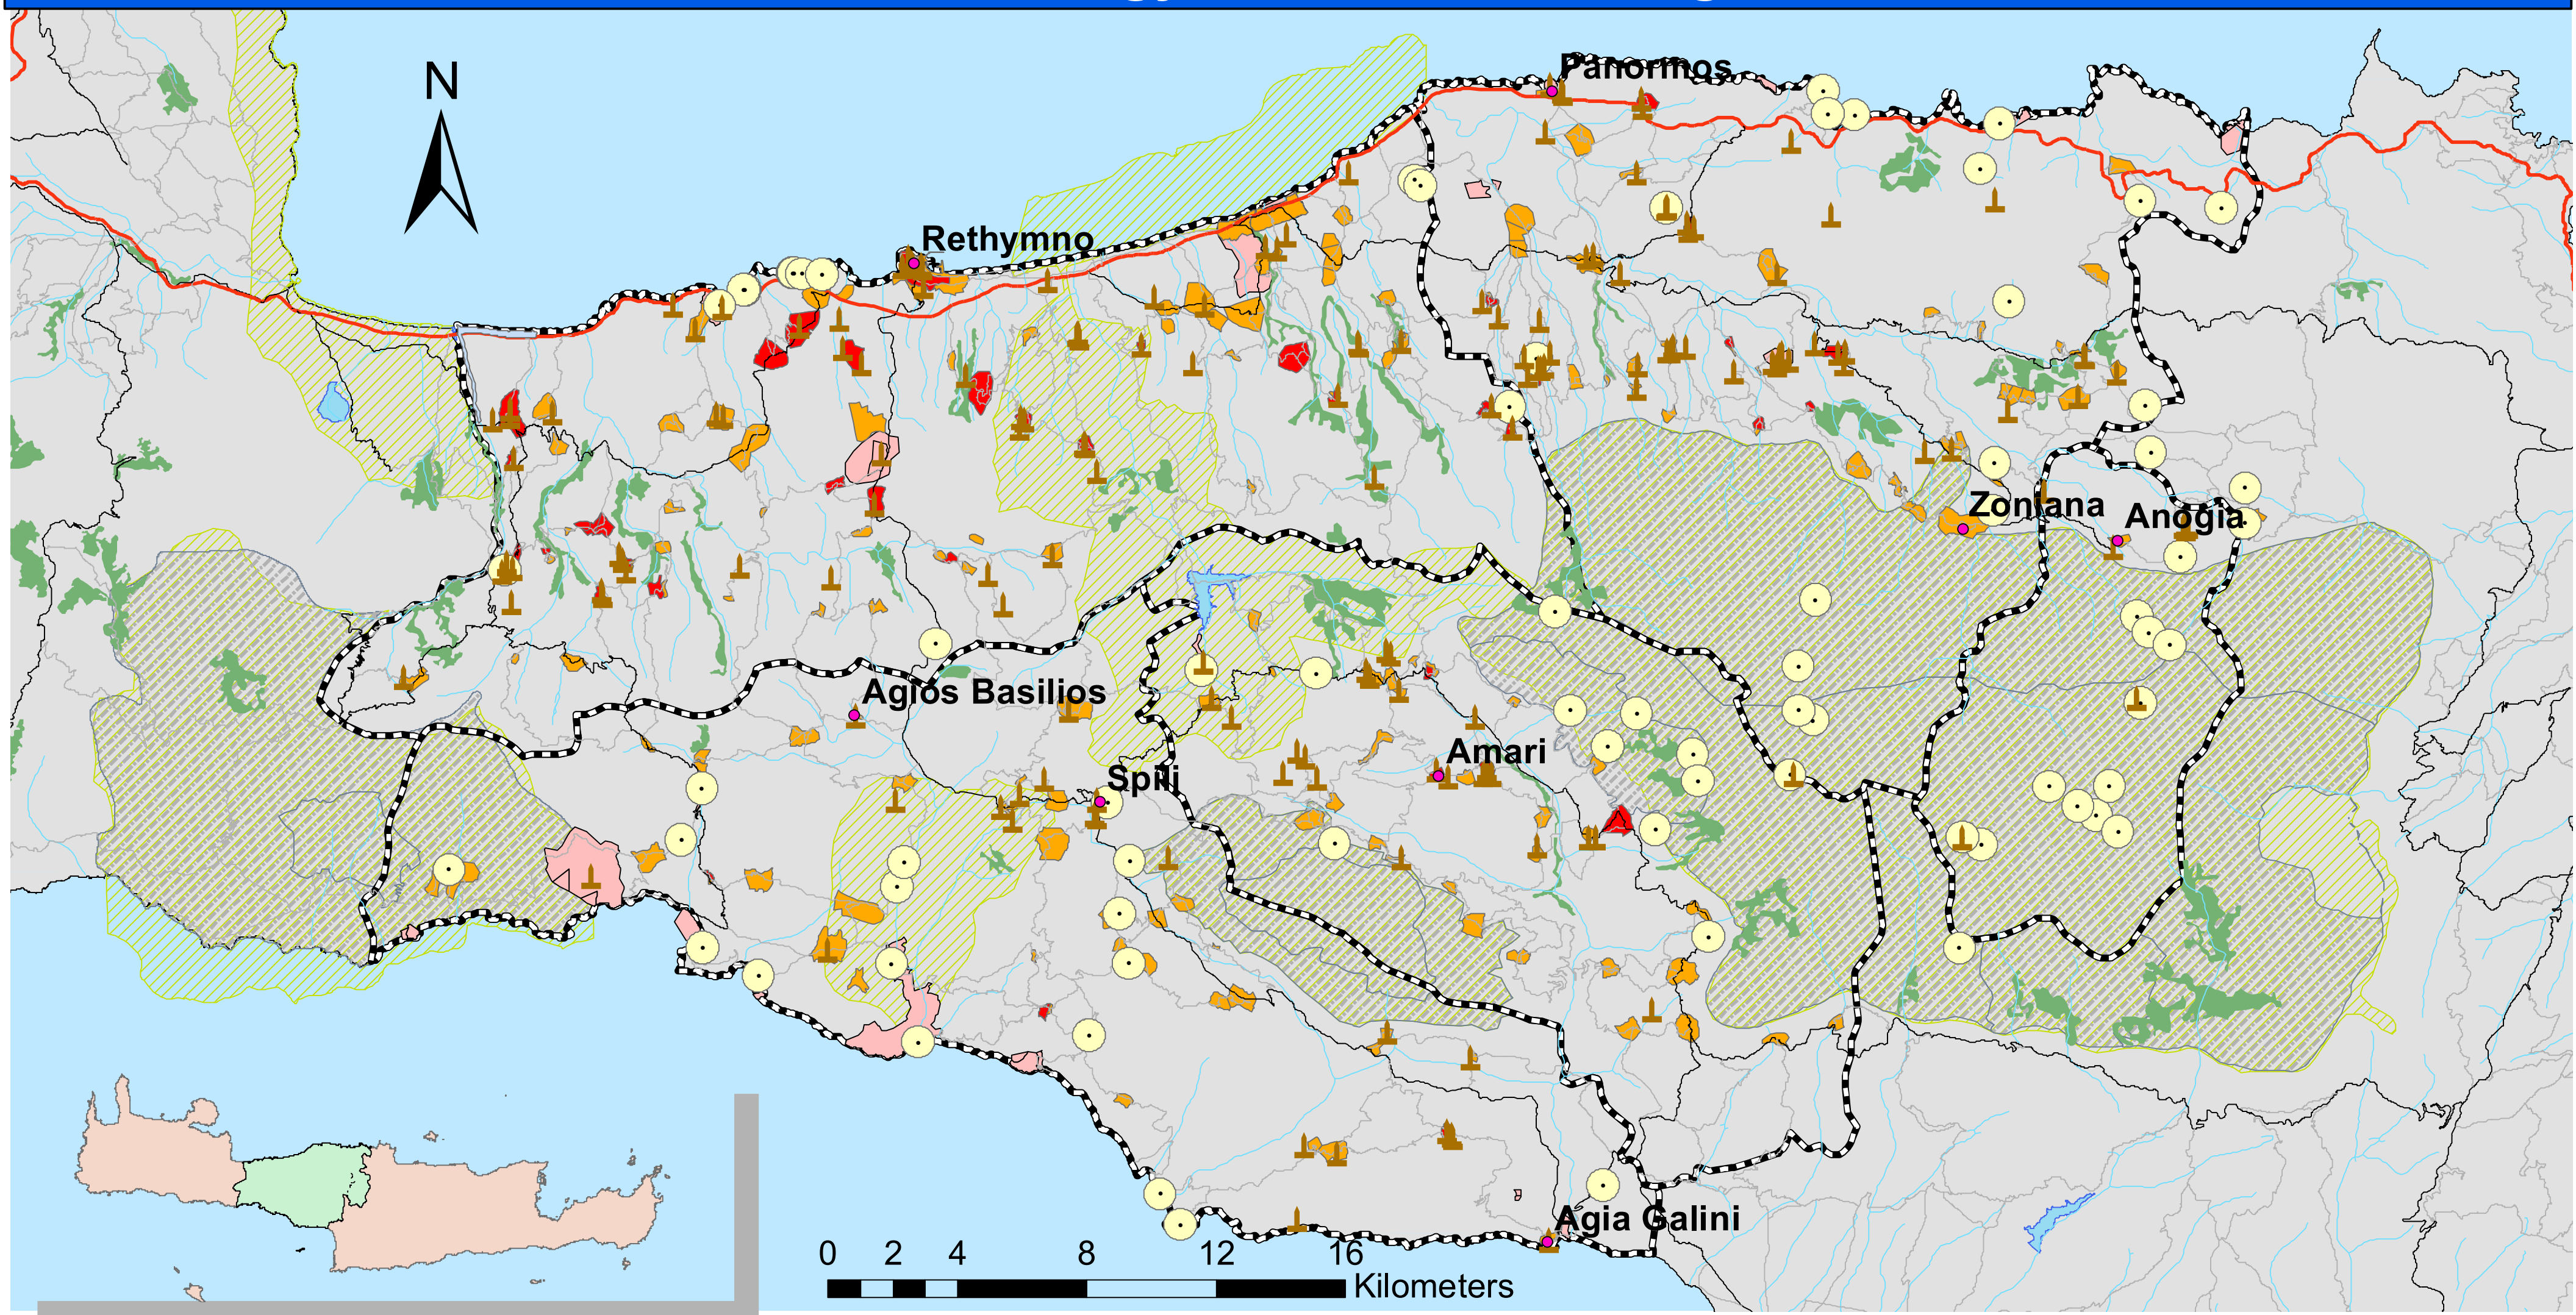 Panormos
N
Rethymno
Zoniana
Anogia
Agios Basilios
Amari
Spili
Agia Galini
0 2 4 8 12 16
Kilometers